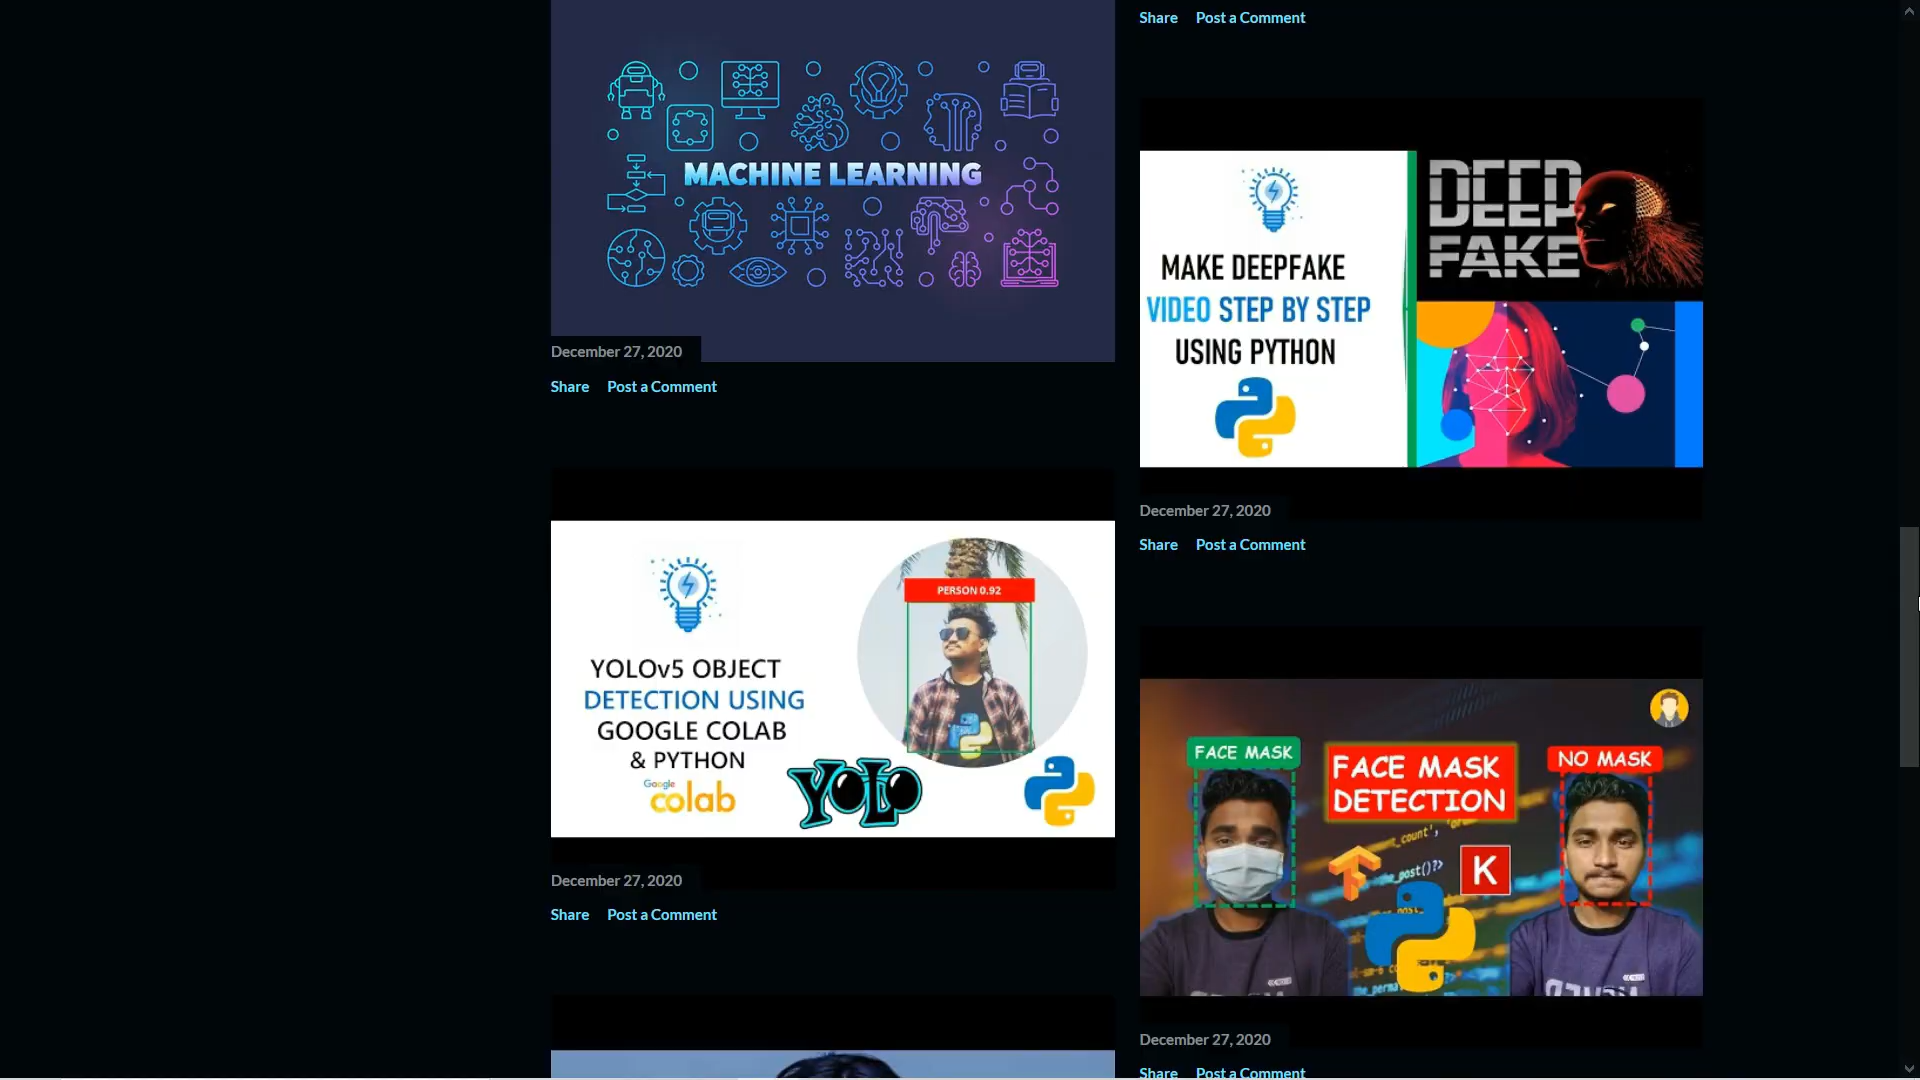 MACHINE LEARNING
December 27, 2020
Share Post a Comment
YOLOv5 OBJECT
DETECTION USING
GOOGLE COLAB
& PYTHON
Google
colab
YOLO
PERSON 0.92
December 27, 2020
Share Post a Comment
Share Post a Comment
MAKE DEEPFAKE
VIDEO STEP BY STEP
USING PYTHON
DEEP
FAKE
December 27, 2020
Share Post a Comment
FACE MASK
FACE MASK
DETECTION
NO MASK
K
December 27, 2020
Share Post a Comment